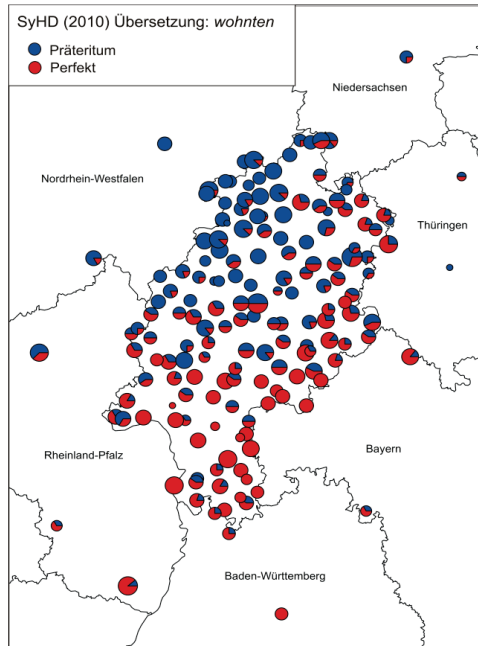 SyHD (2010) Übersetzung: wohnten
Präteritum
Perfekt
Niedersachsen
Nordrhein-Westfalen
Thüringen
Rheinland-Pfalz
Bayern
Baden-Württemberg